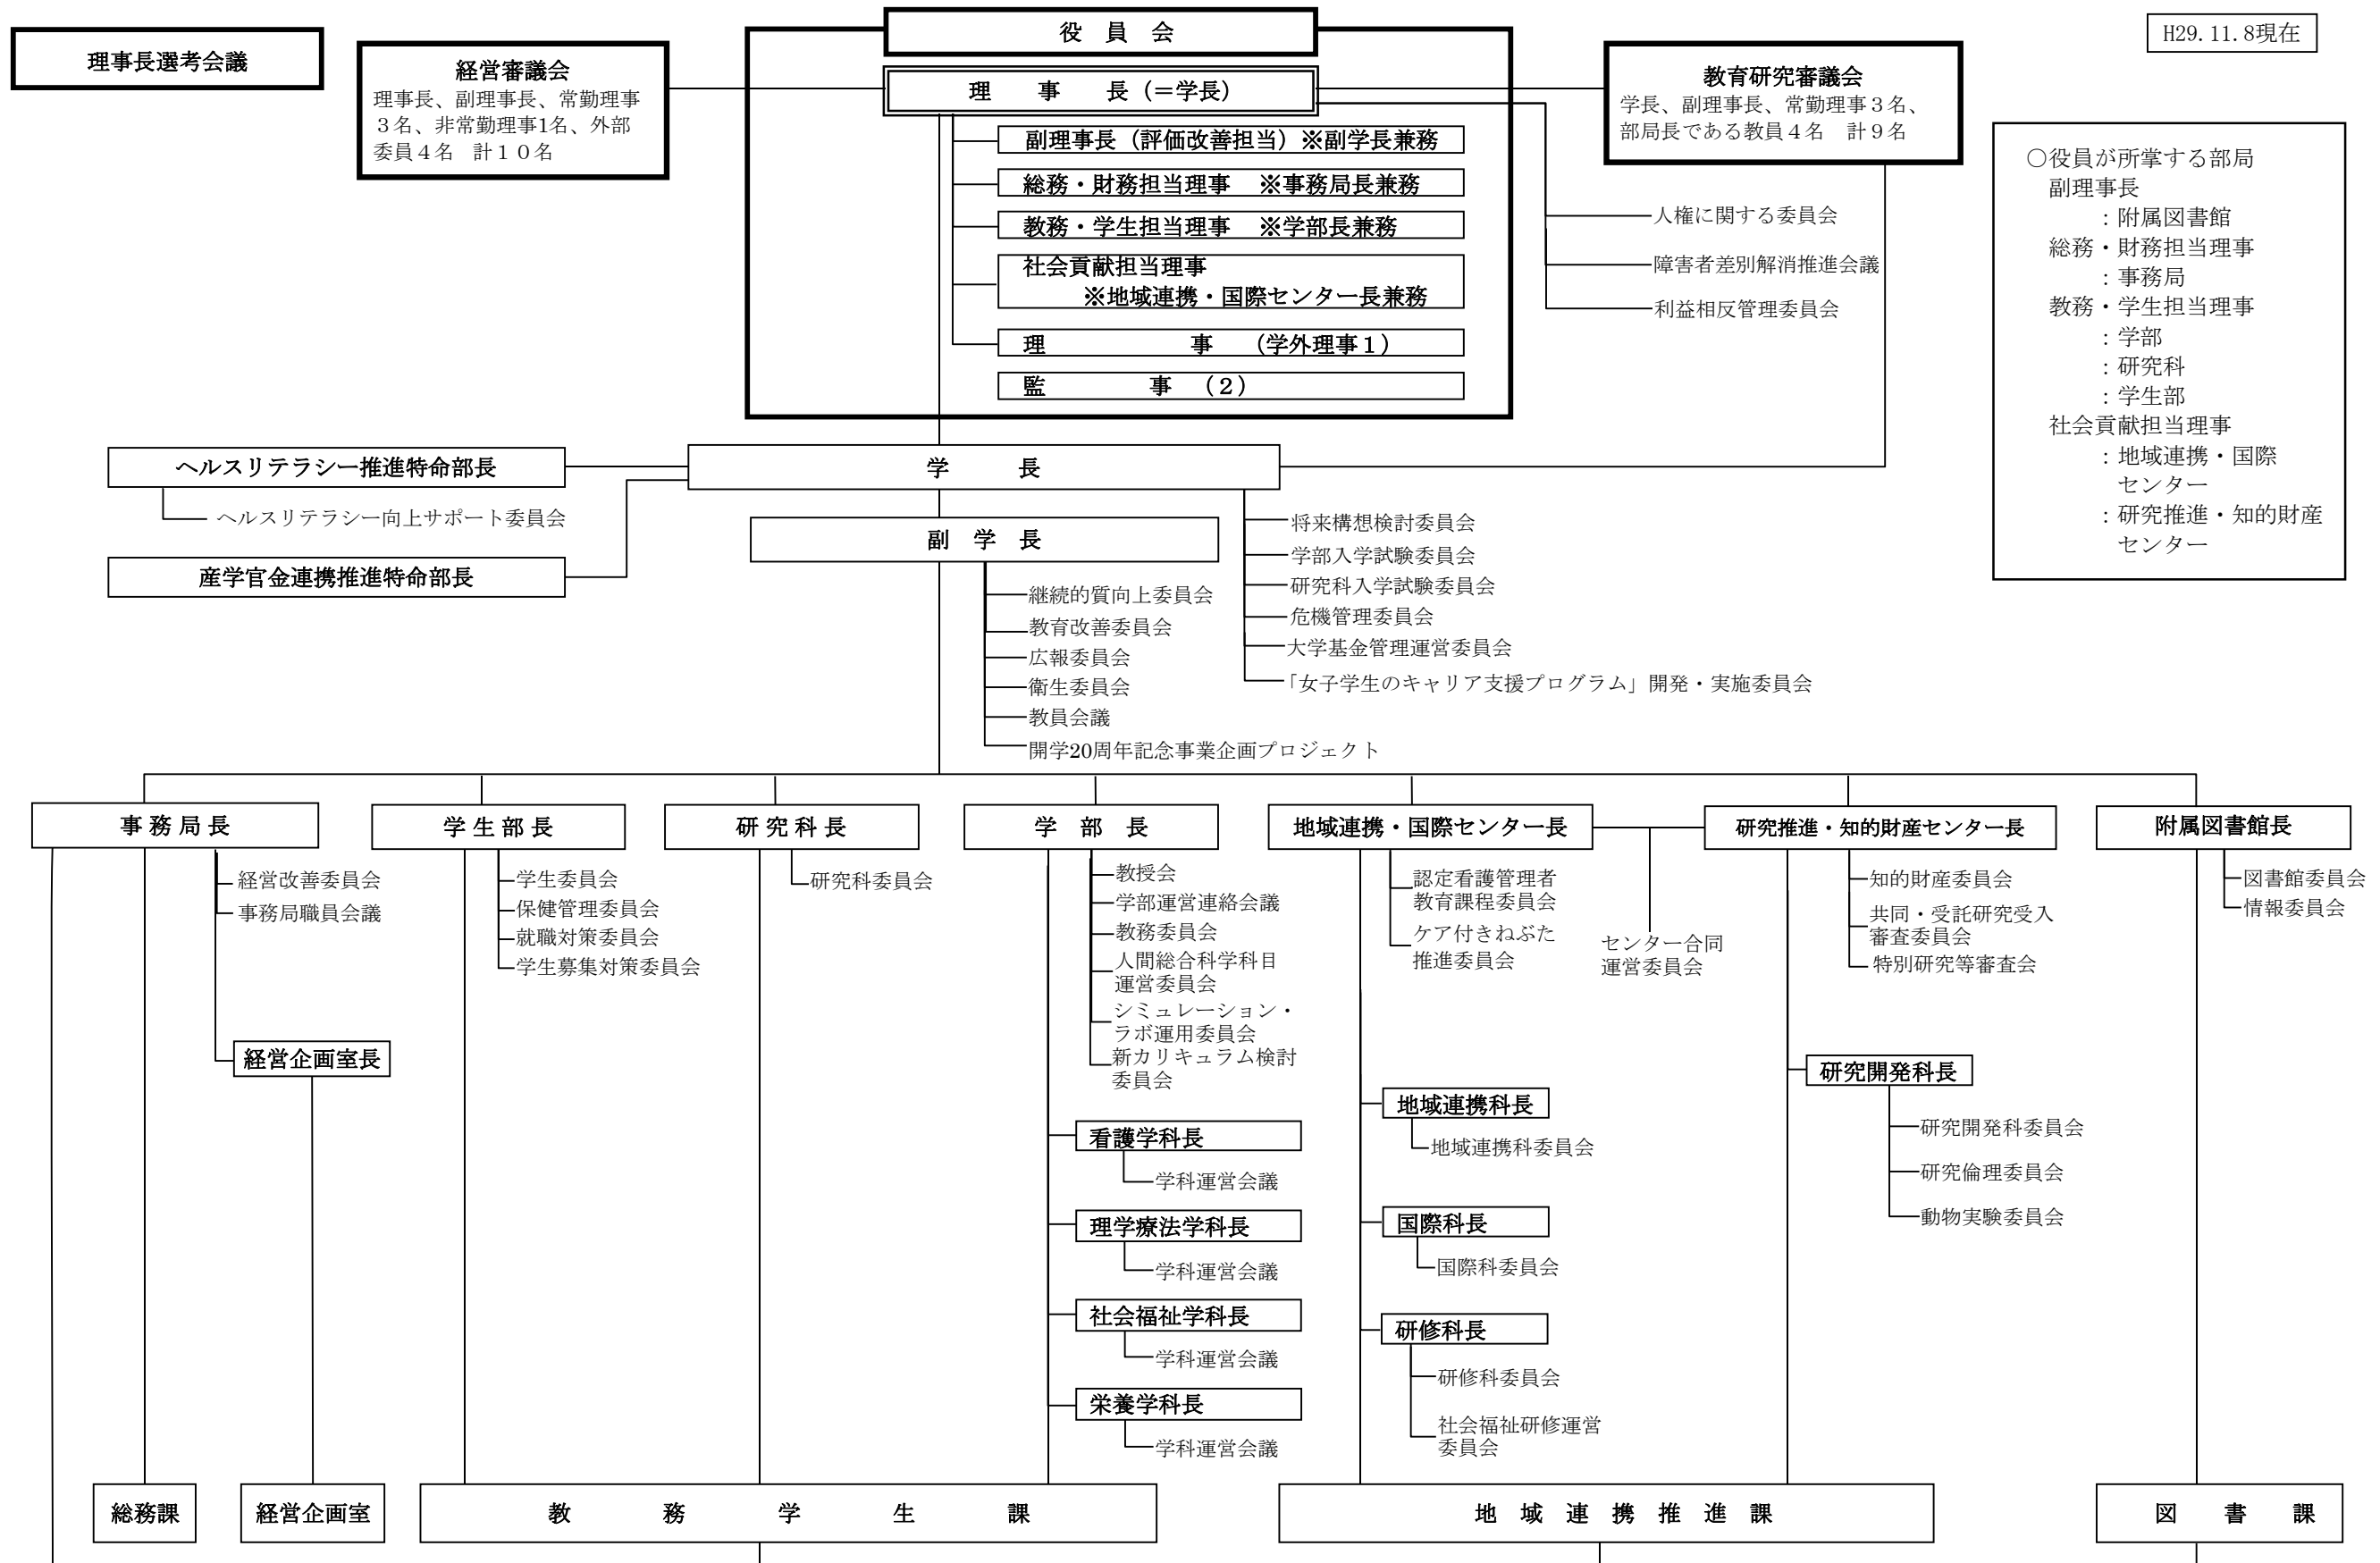 役　員　会
H29.11.8現在
理事長選考会議
経営審議会
理事長、副理事長、常勤理事
３名、非常勤理事1名、外部
委員４名　計１０名
理　　事　　長（＝学長）
教育研究審議会
学長、副理事長、常勤理事３名、
部局長である教員４名　計９名
副理事長（評価改善担当）※副学長兼務
総務・財務担当理事　※事務局長兼務
教務・学生担当理事　※学部長兼務
社会貢献担当理事
※地域連携・国際センター長兼務
理　　　　　　事　（学外理事１）
監　　　　事　（２）
人権に関する委員会
障害者差別解消推進会議
利益相反管理委員会
○役員が所掌する部局
副理事長
：附属図書館
総務・財務担当理事
：事務局
教務・学生担当理事
：学部
：研究科
：学生部
社会貢献担当理事
：地域連携・国際
センター
：研究推進・知的財産
センター
ヘルスリテラシー推進特命部長
ヘルスリテラシー向上サポート委員会
産学官金連携推進特命部長
学　　　長
将来構想検討委員会
学部入学試験委員会
研究科入学試験委員会
危機管理委員会
大学基金管理運営委員会
「女子学生のキャリア支援プログラム」開発・実施委員会
副　学　長
継続的質向上委員会
教育改善委員会
広報委員会
衛生委員会
教員会議
開学20周年記念事業企画プロジェクト
事 務 局 長
経営改善委員会
事務局職員会議
経営企画室長
学 生 部 長
学生委員会
保健管理委員会
就職対策委員会
学生募集対策委員会
研 究 科 長
研究科委員会
学　部　長
教授会
学部運営連絡会議
教務委員会
人間総合科学科目
運営委員会
シミュレーション・
ラボ運用委員会
新カリキュラム検討
委員会
看護学科長
学科運営会議
理学療法学科長
学科運営会議
社会福祉学科長
学科運営会議
栄養学科長
学科運営会議
地域連携・国際センター長
認定看護管理者
教育課程委員会
ケア付きねぶた
推進委員会
センター合同
運営委員会
地域連携科長
地域連携科委員会
国際科長
国際科委員会
研修科長
研修科委員会
社会福祉研修運営
委員会
研究推進・知的財産センター長
知的財産委員会
共同・受託研究受入
審査委員会
特別研究等審査会
研究開発科長
研究開発科委員会
研究倫理委員会
動物実験委員会
附属図書館長
図書館委員会
情報委員会
総務課
経営企画室
教　　務　　学　　生　　課
地　域　連　携　推　進　課
図　書　課